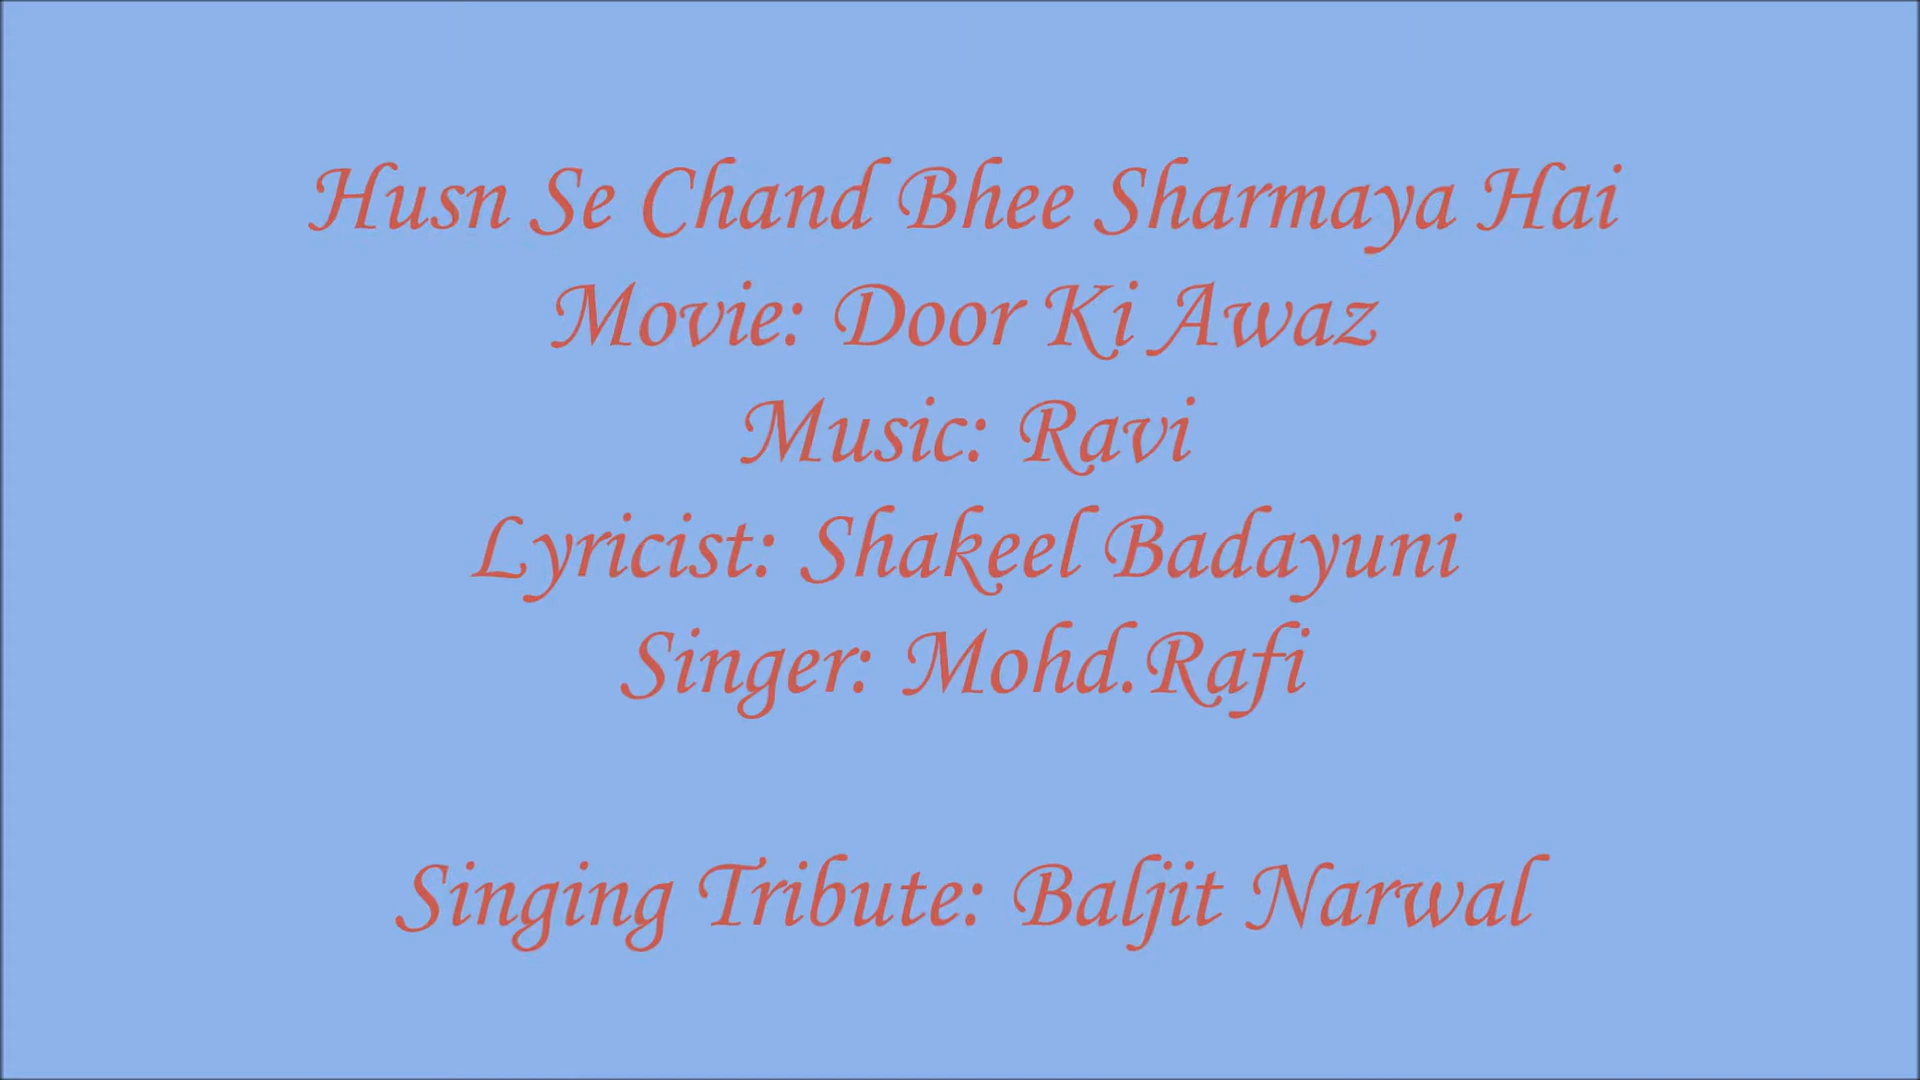 Husn Se Chand Bhee Sharmaya Hai
Movie: Door Ki Awaz
Music: Ravi
Lyricist: Shakeel Badayuni
Singer: Mohd.Rafi
Singing Tribute: Baljit Narwal